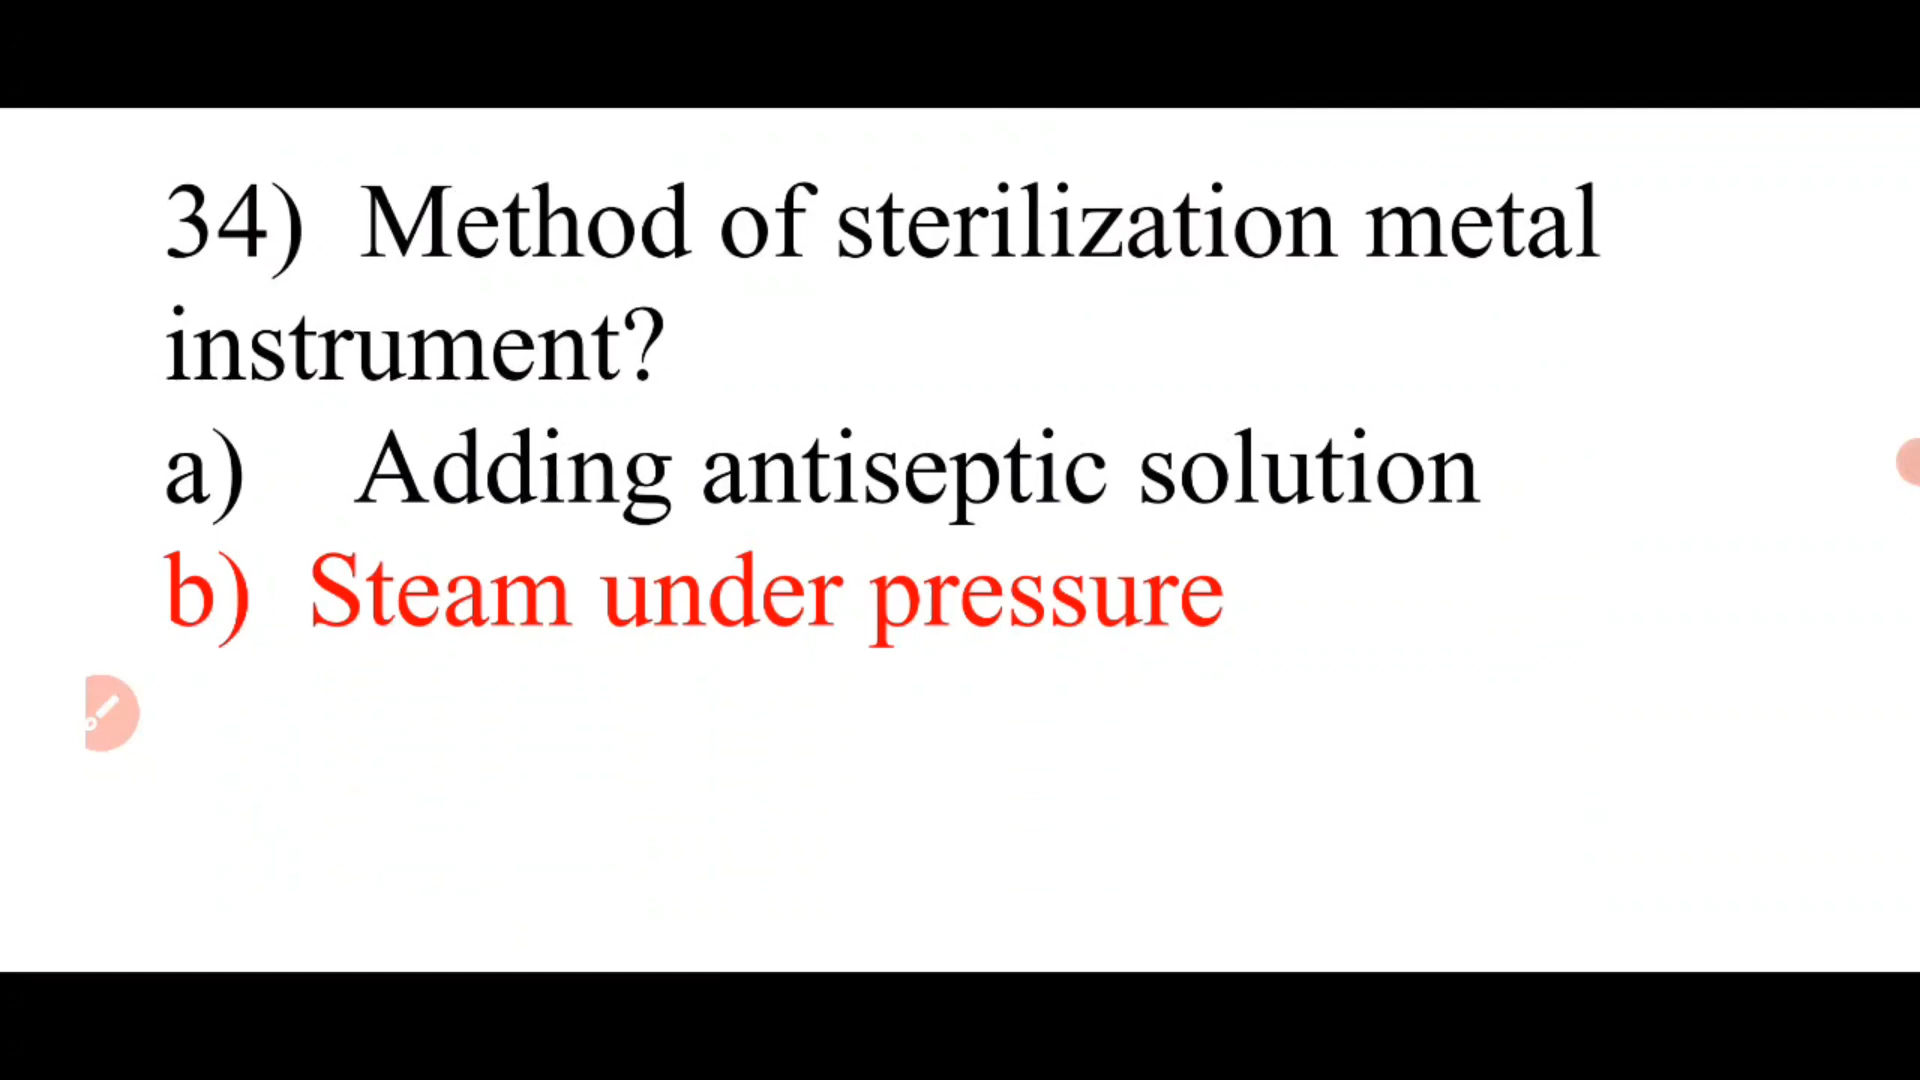 34) Method of sterilization metal
instrument?
a) Adding antiseptic solution
b) Steam under pressure